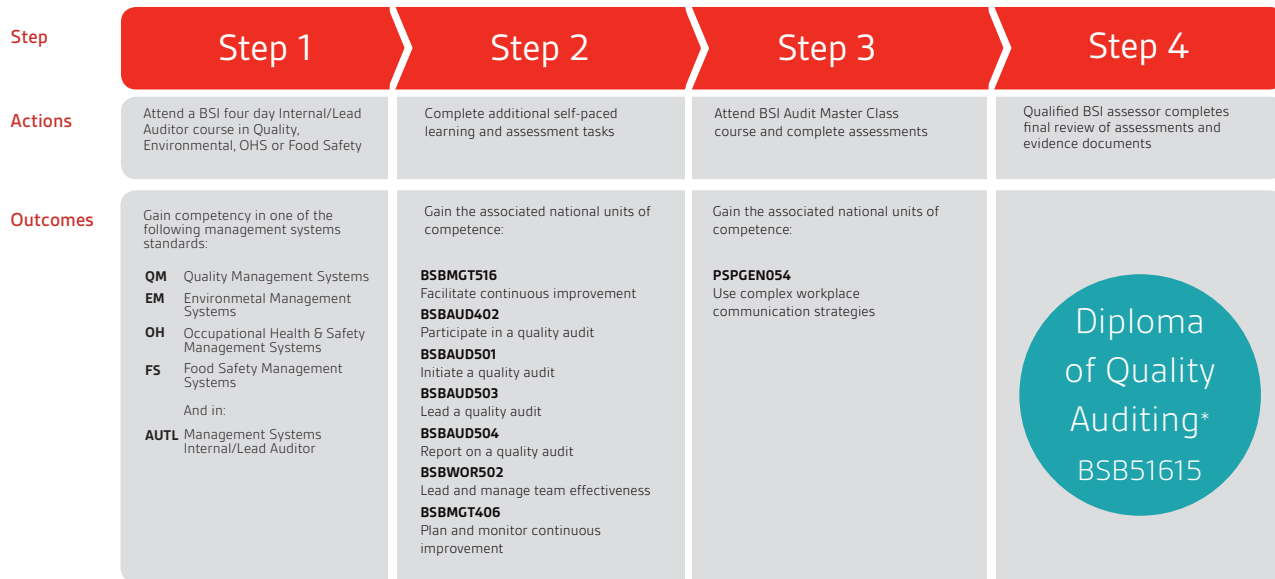 Step
Step 1
Step 2
Step 3
Step 4
Actions
Attend a BSI four day Internal/Lead
Auditor course in Quality,
Environmental, OHS or Food Safety
Complete additional self-paced
learning and assessment tasks
Attend BSI Audit Master Class
course and complete assessments
Qualified BSI assessor completes
final review of assessments and
evidence documents
Outcomes
Gain competency in one of the
following management systems
standards:
QM Quality Management Systems
EM Environmetal Management
Systems
OH Occupational Health & Safety
Management Systems
FS Food Safety Management
Systems
And in:
AUTL Management Systems
Internal/Lead Auditor
Gain the associated national units of
competence:
BSBMGT516
Facilitate continuous improvement
BSBAUD402
Participate in a quality audit
BSBAUD501
Initiate a quality audit
BSBAUD503
Lead a quality audit
BSBAUD504
Report on a quality audit
BSBWOR502
Lead and manage team effectiveness
BSBMGT406
Plan and monitor continuous
improvement
Gain the associated national units of
competence:
PSPGEN054
Use complex workplace
communication strategies
Diploma
of Quality
Auditing*
BSB51615